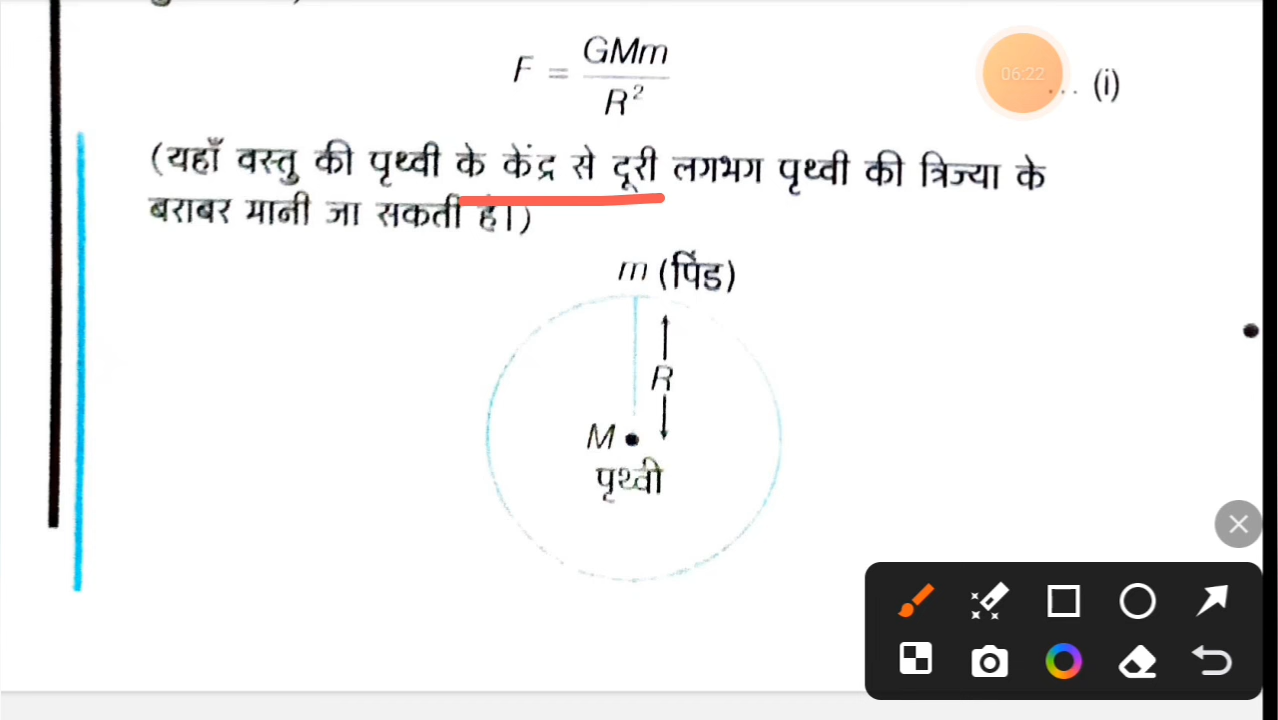 F = GMm / R² ... (i)
06:22
(यहाँ वस्तु की पृथ्वी के केंद्र से दूरी लगभग पृथ्वी की त्रिज्या के
बराबर मानी जा सकती है।)
m (पिंड)
R
M
पृथ्वी